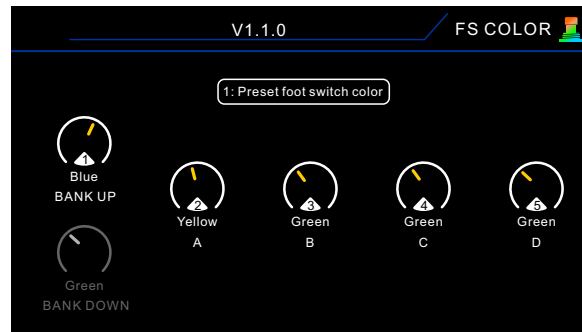 V1.1.0
FS COLOR
1: Preset foot switch color
1
Blue
BANK UP
2
Yellow
A
3
Green
B
4
Green
C
5
Green
D
Green
BANK DOWN